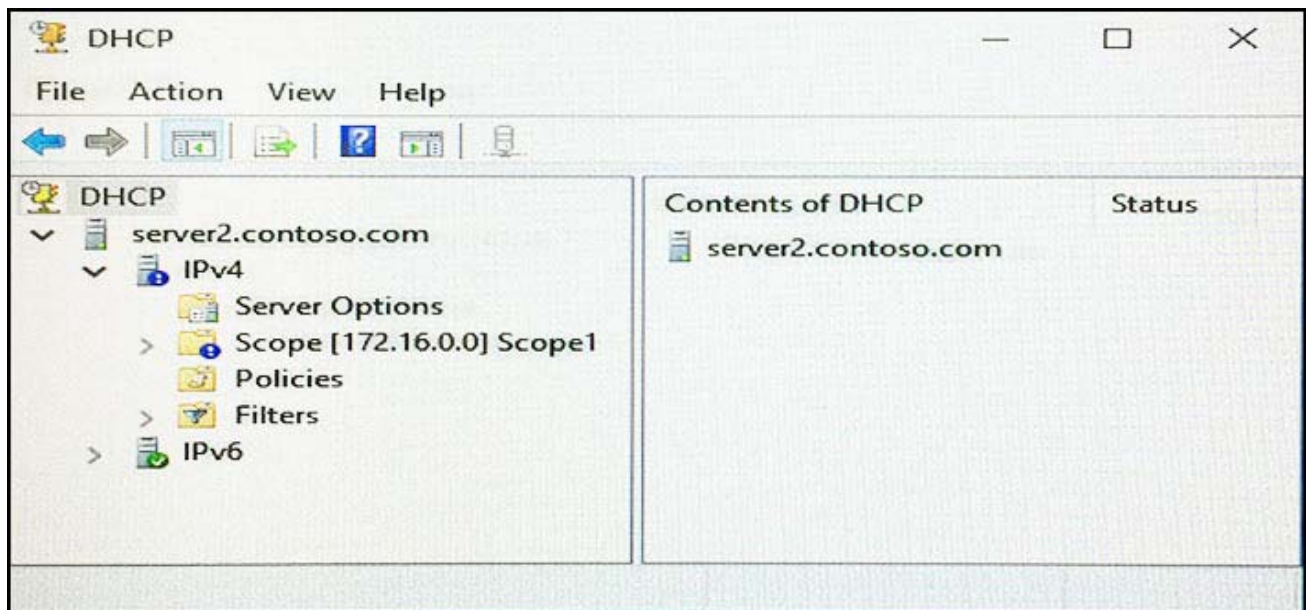 DHCP
File Action View Help
DHCP
server2.contoso.com
IPv4
Server Options
Scope [172.16.0.0] Scope1
Policies
Filters
IPv6
Contents of DHCP Status
server2.contoso.com